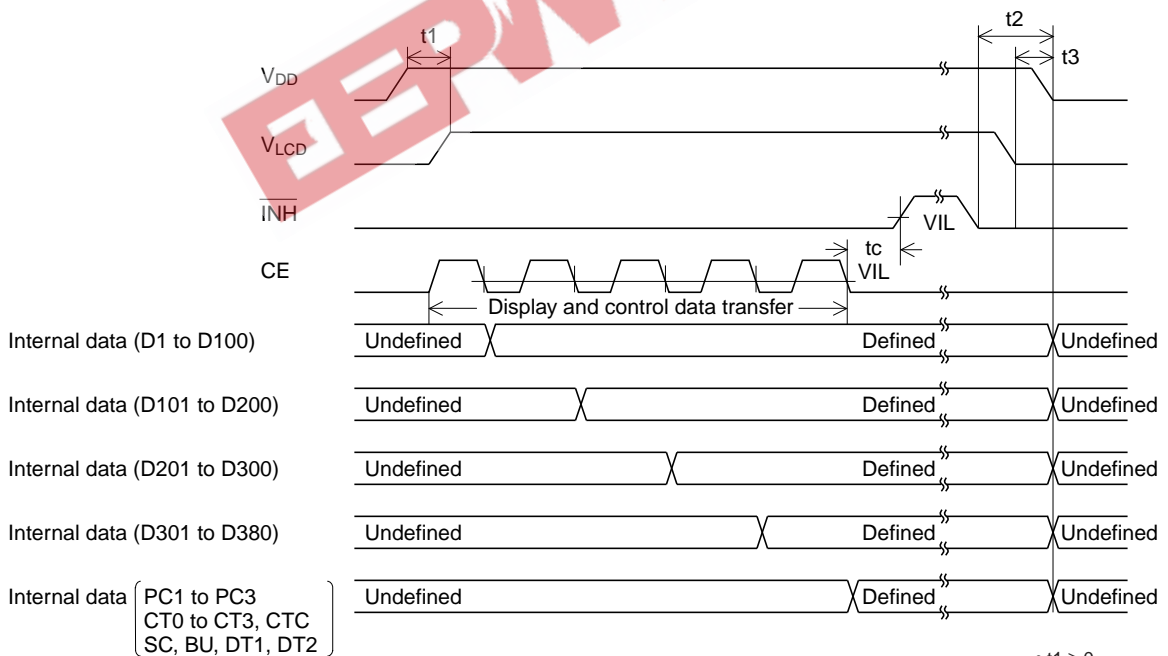 EEPW
t1
t2
t3
VDD
VLCD
INH
VIL
tc
VIL
CE
Display and control data transfer
Internal data (D1 to D100) Undefined Defined Undefined
Internal data (D101 to D200) Undefined Defined Undefined
Internal data (D201 to D300) Undefined Defined Undefined
Internal data (D301 to D380) Undefined Defined Undefined
Internal data PC1 to PC3 Undefined Defined Undefined
CT0 to CT3, CTC
SC, BU, DT1, DT2